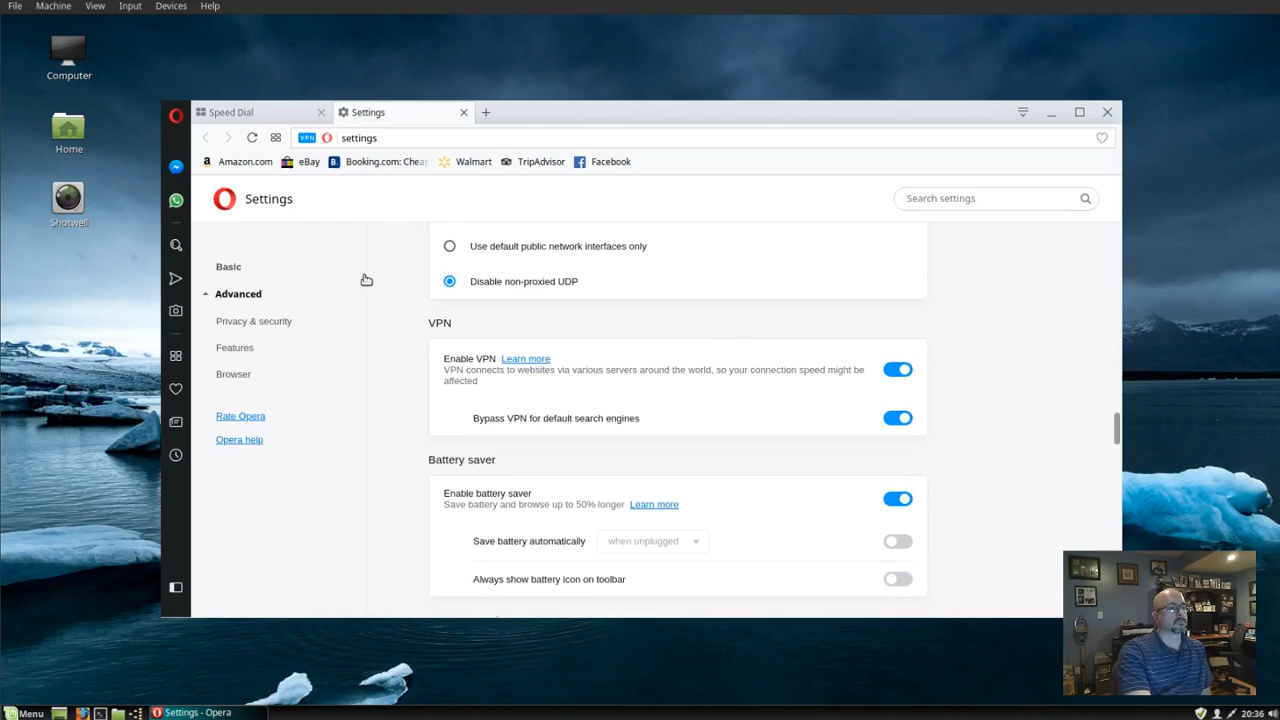 File Machine View Input Devices Help
Computer
Home
Shotwell
Speed Dial
Settings
VPN settings
Amazon.com
eBay
Booking.com: Cheap
Walmart
TripAdvisor
Facebook
Settings
Search settings
Basic
Advanced
Privacy & security
Features
Browser
Rate Opera
Opera help
Use default public network interfaces only
Disable non-proxied UDP
VPN
Enable VPN Learn more
VPN connects to websites via various servers around the world, so your connection speed might be
affected
Bypass VPN for default search engines
Battery saver
Enable battery saver
Save battery and browse up to 50% longer Learn more
Save battery automatically when unplugged
Always show battery icon on toolbar
Menu
Settings - Opera
20:36